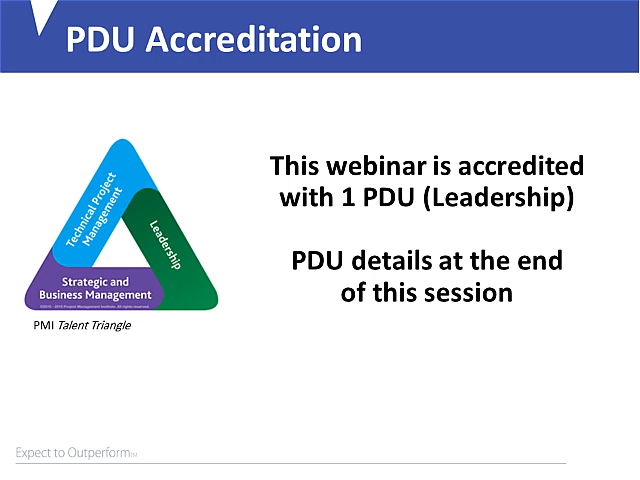 PDU Accreditation
This webinar is accredited
with 1 PDU (Leadership)
PDU details at the end
of this session
Technical Project
Management
Leadership
Strategic and
Business Management
PMI Talent Triangle
Expect to Outperform™